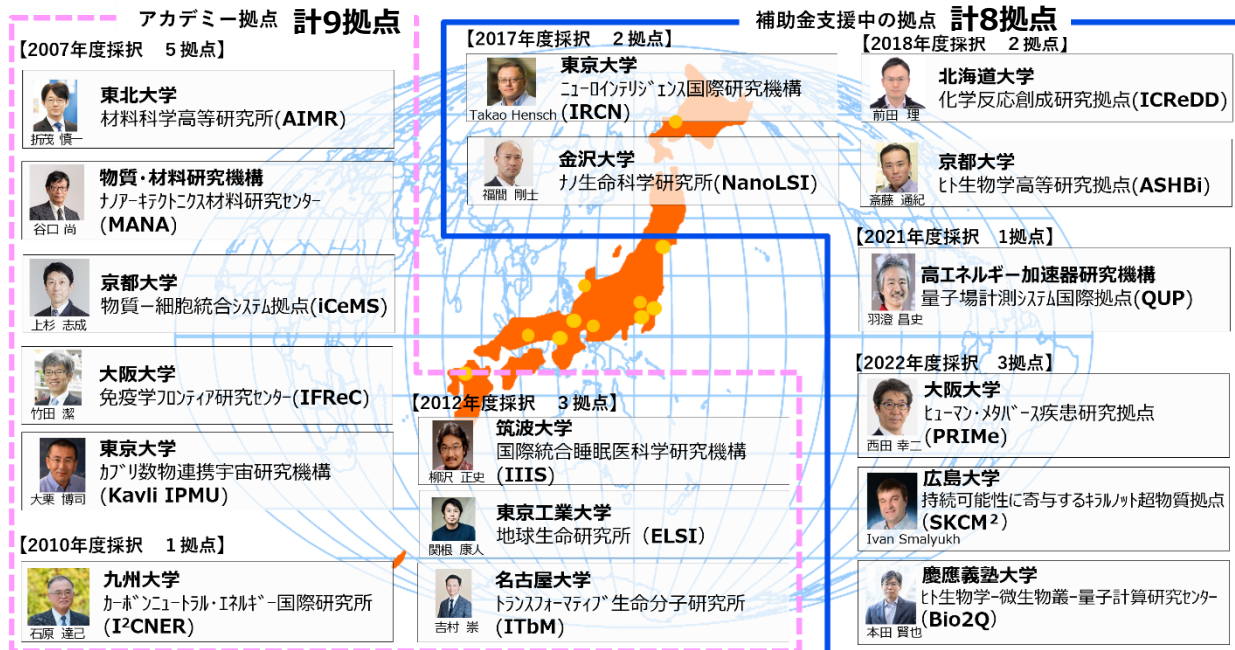 アカデミー拠点 計9拠点
【2007年度採択 5拠点】
東北大学
材料科学高等研究所(AIMR)
折茂 慎一
物質・材料研究機構
ナノアーキテクトニクス材料研究センター
(MANA)
谷口 尚
京都大学
物質－細胞統合システム拠点(iCeMS)
上杉 志成
大阪大学
免疫学フロンティア研究センター(IFReC)
竹田 潔
東京大学
カブリ数物連携宇宙研究機構
(Kavli IPMU)
大栗 博司
【2010年度採択 1拠点】
九州大学
カーボンニュートラル・エネルギー国際研究所
(I²CNER)
石原 達己
【2012年度採択 3拠点】
筑波大学
国際統合睡眠医科学研究機構
(IIIS)
柳沢 正史
東京工業大学
地球生命研究所 (ELSI)
関根 康人
名古屋大学
トランスフォーマティブ生命分子研究所
(ITbM)
吉村 崇
補助金支援中の拠点 計8拠点
【2017年度採択 2拠点】
東京大学
ニューロインテリジェンス国際研究機構
Takao Hensch (IRCN)
金沢大学
ナノ生命科学研究所(NanoLSI)
福間 剛士
【2018年度採択 2拠点】
北海道大学
化学反応創成研究拠点(ICReDD)
前田 理
京都大学
ヒト生物学高等研究拠点(ASHBi)
斎藤 通紀
【2021年度採択 1拠点】
高エネルギー加速器研究機構
量子場計測システム国際拠点(QUP)
羽澄 昌史
【2022年度採択 3拠点】
大阪大学
ヒューマン・メタバース疾患研究拠点
(PRIMe)
西田 幸二
広島大学
持続可能性に寄与するキラルノット超物質拠点
(SKCM²)
Ivan Smalyukh
慶應義塾大学
ヒト生物学-微生物叢-量子計算研究センター
(Bio2Q)
本田 賢也